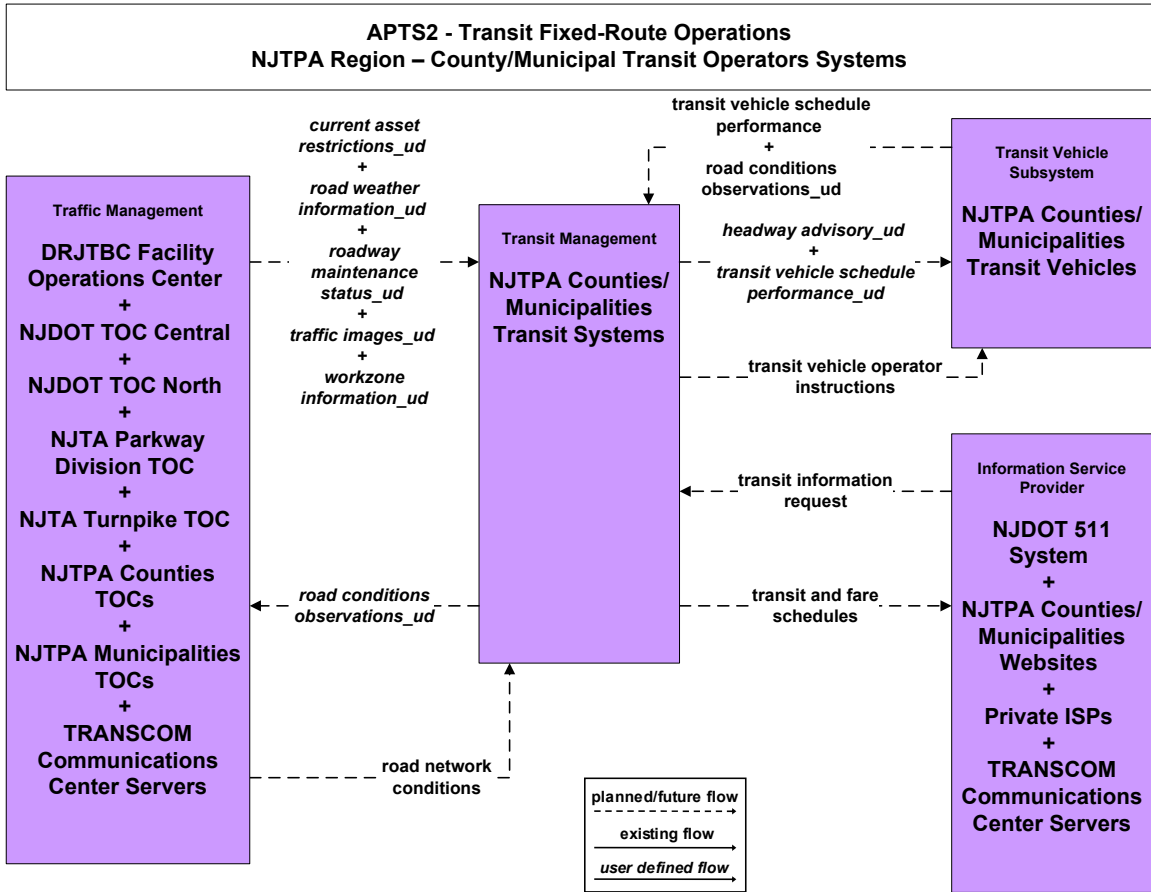 APTS2 - Transit Fixed-Route Operations
NJTPA Region – County/Municipal Transit Operators Systems
Traffic Management
DRJTBC Facility
Operations Center
+
NJDOT TOC Central
+
NJDOT TOC North
+
NJTA Parkway
Division TOC
+
NJTA Turnpike TOC
+
NJTPA Counties
TOCs
+
NJTPA Municipalities
TOCs
+
TRANSCOM
Communications
Center Servers
current asset
restrictions_ud
+
road weather
information_ud
+
roadway
maintenance
status_ud
+
traffic images_ud
+
workzone
information_ud
road conditions
observations_ud
road network
conditions
Transit Management
NJTPA Counties/
Municipalities
Transit Systems
transit vehicle schedule
performance
+
road conditions
observations_ud
headway advisory_ud
+
transit vehicle schedule
performance_ud
transit vehicle operator
instructions
transit information
request
transit and fare
schedules
Transit Vehicle
Subsystem
NJTPA Counties/
Municipalities
Transit Vehicles
Information Service
Provider
NJDOT 511
System
+
NJTPA Counties/
Municipalities
Websites
+
Private ISPs
+
TRANSCOM
Communications
Center Servers
planned/future flow
existing flow
user defined flow